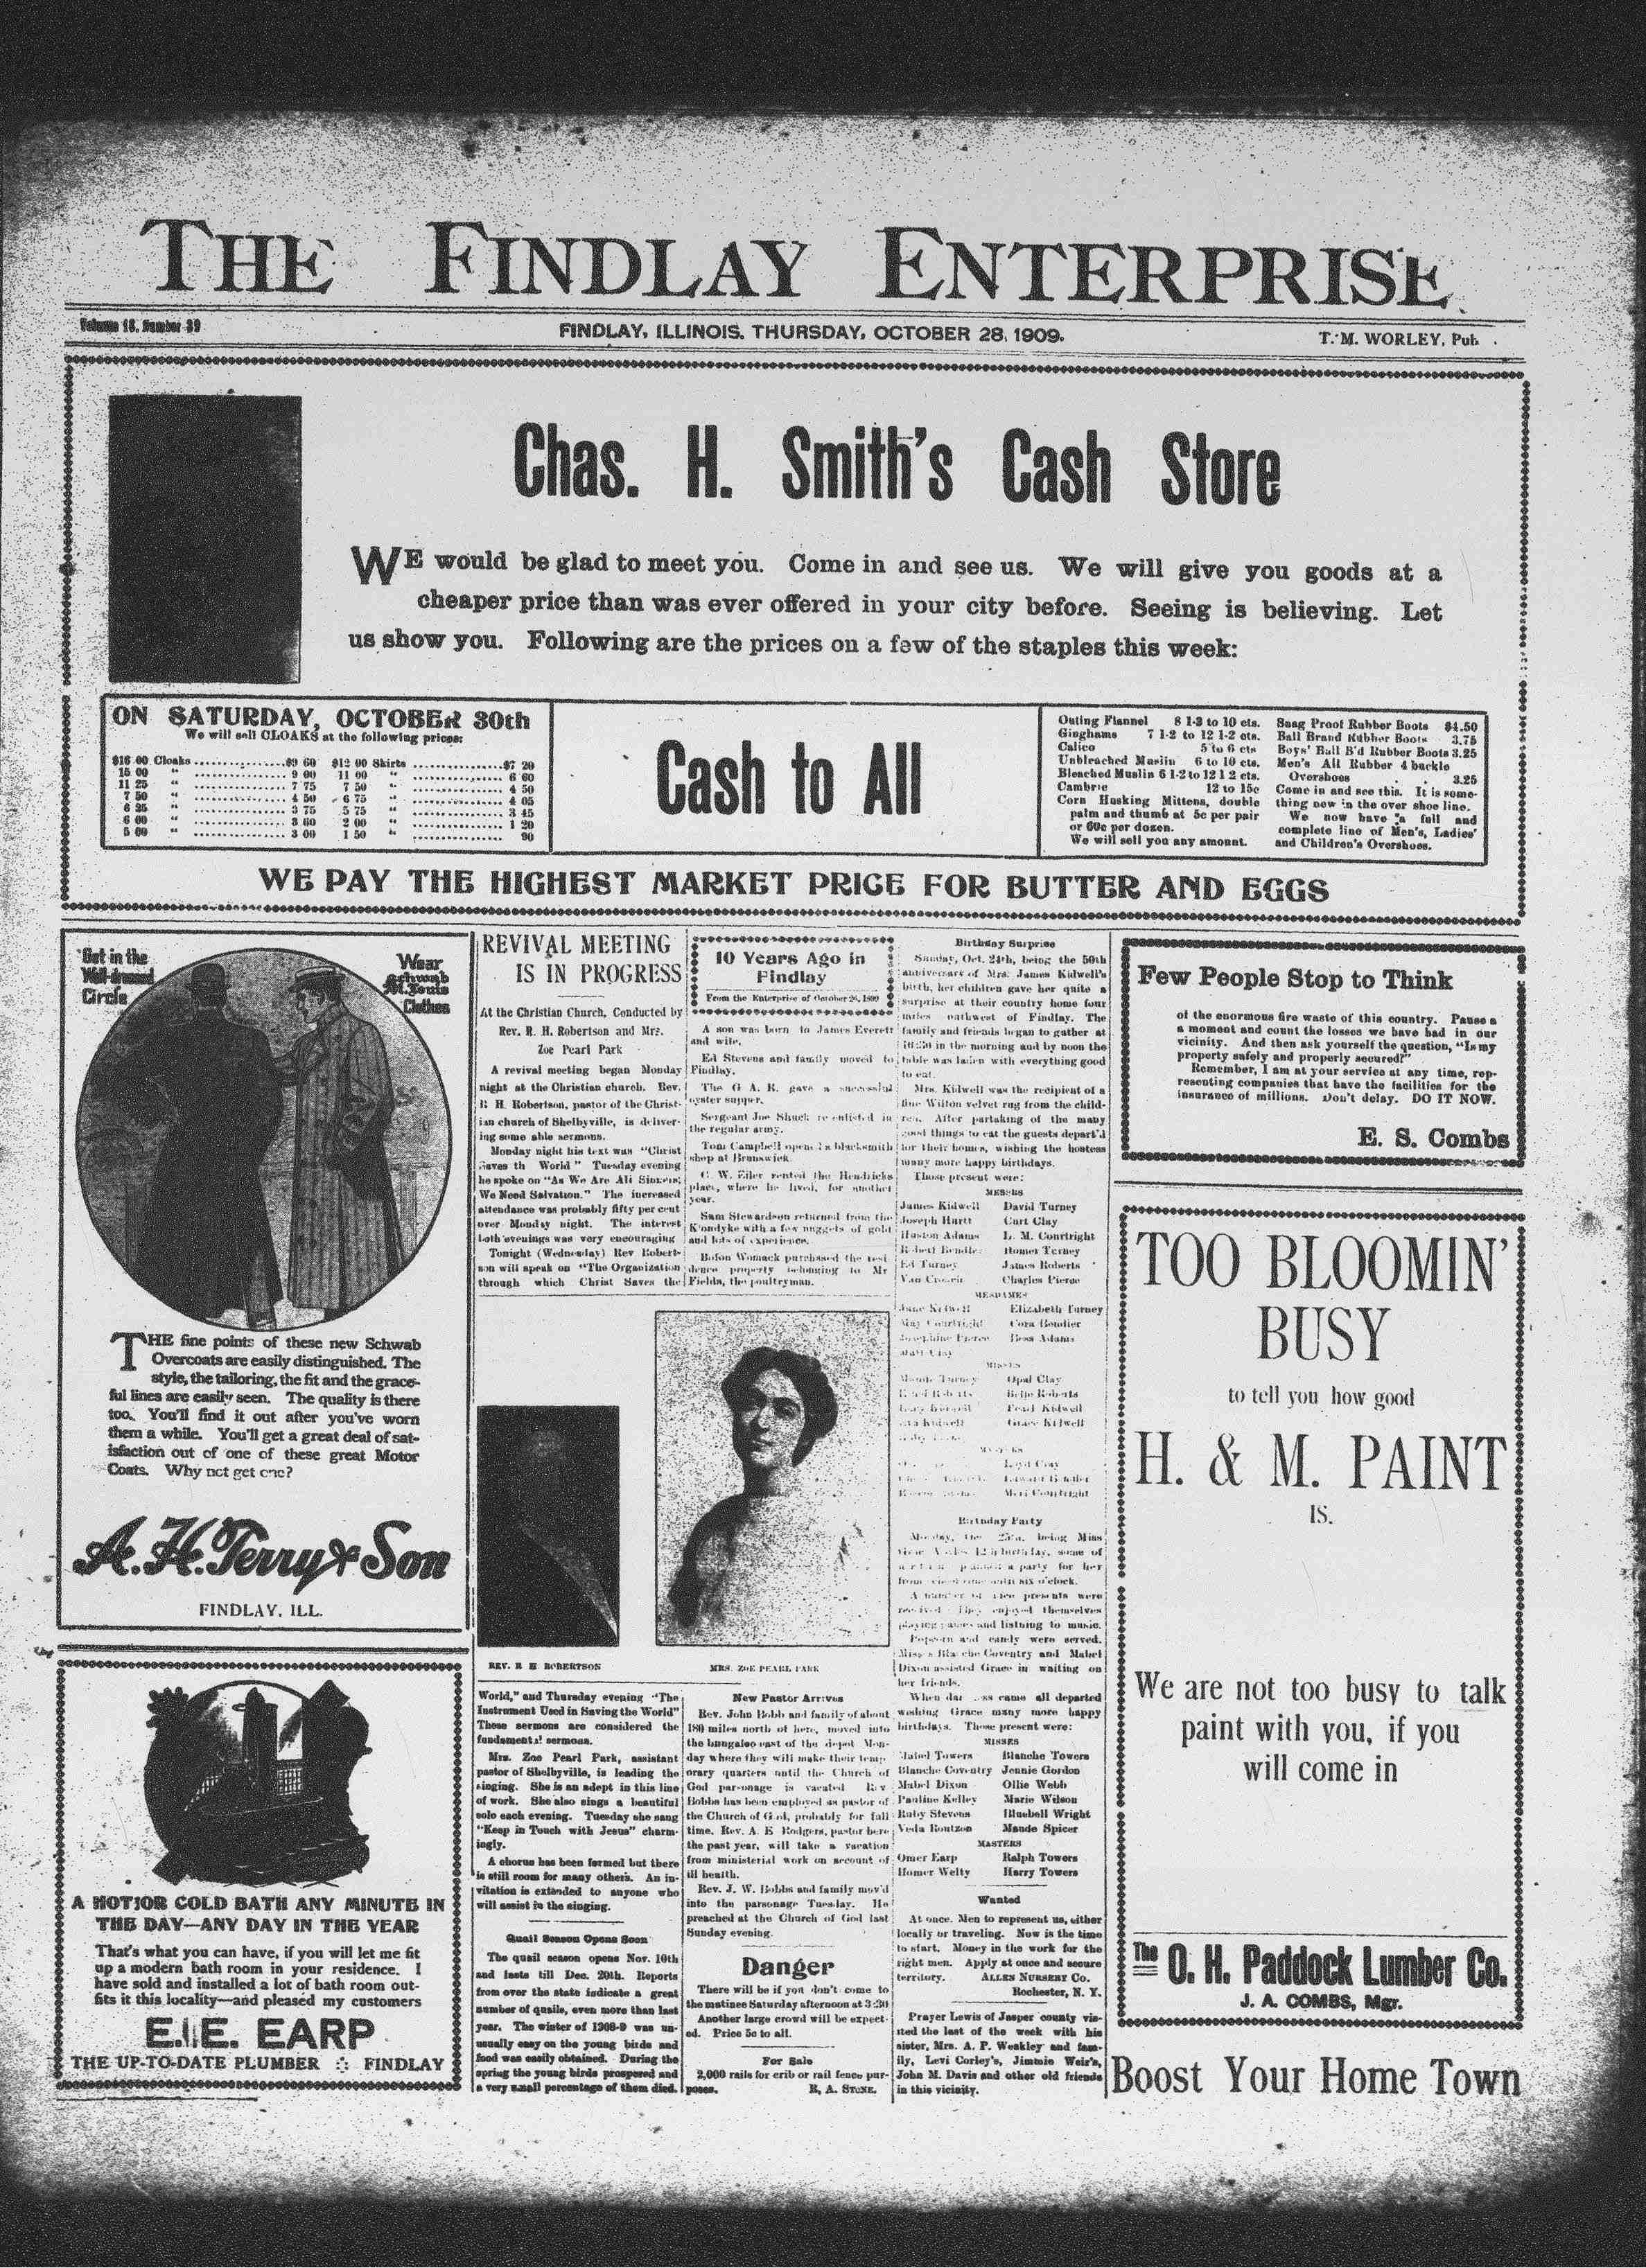 THE FINDLAY ENTERPRISE
Volume 18, Number 39
FINDLAY, ILLINOIS, THURSDAY, OCTOBER 28, 1909.
T. M. WORLEY, Pub.
Chas. H. Smith's Cash Store
WE would be glad to meet you. Come in and see us. We will give you goods at a
cheaper price than was ever offered in your city before. Seeing is believing. Let
us show you. Following are the prices on a few of the staples this week:
ON SATURDAY, OCTOBER 30th
We will sell CLOAKS at the following prices:
$16 00 Cloaks ............... $9 60 $12 00 Skirts ............... $7 20
15 00 " ............... 9 00 11 00 " ............... 6 60
11 25 " ............... 7 75 7 50 " ............... 4 50
7 50 " ............... 4 50 6 75 " ............... 4 05
6 25 " ............... 3 75 5 75 " ............... 3 45
6 00 " ............... 3 60 2 00 " ............... 1 20
5 00 " ............... 3 00 1 50 " ............... 90
Cash to All
Outing Flannel 8 1-3 to 10 cts.
Ginghams 7 1-2 to 12 1-2 cts.
Calico 5 to 6 cts
Unbleached Muslin 6 to 10 cts.
Bleached Muslin 6 1-2 to 12 1 2 cts.
Cambric 12 to 15c
Corn Husking Mittens, double
palm and thumb at 5c per pair
or 60c per dozen.
We will sell you any amount.
Snag Proof Rubber Boots $4.50
Ball Brand Rubber Boots 3.75
Boys' Ball B'd Rubber Boots 3.25
Men's All Rubber 4 buckle
Overshoes . . 3.25
Come in and see this. It is some-
thing new in the over shoe line.
We now have a full and
complete line of Men's, Ladies'
and Children's Overshoes.
WE PAY THE HIGHEST MARKET PRICE FOR BUTTER AND EGGS
Get in the
Well-dressed
Circle
Wear
Schwab
St. Louis
Clothes
THE fine points of these new Schwab
Overcoats are easily distinguished. The
style, the tailoring, the fit and the grace-
ful lines are easily seen. The quality is there
too. You'll find it out after you've worn
them a while. You'll get a great deal of sat-
isfaction out of one of these great Motor
Coats. Why not get one?
A. H. Terry & Son
FINDLAY, ILL.
A HOT OR COLD BATH ANY MINUTE IN
THE DAY—ANY DAY IN THE YEAR
That's what you can have, if you will let me fit
up a modern bath room in your residence. I
have sold and installed a lot of bath room out-
fits it this locality—and pleased my customers
E. E. EARP
THE UP-TO-DATE PLUMBER FINDLAY
REVIVAL MEETING
IS IN PROGRESS
At the Christian Church, Conducted by
Rev. R. H. Robertson and Mrs.
Zoe Pearl Park
A revival meeting began Monday
night at the Christian church. Rev.
R H. Robertson, pastor of the Christ-
ian church of Shelbyville, is deliver-
ing some able sermons.
Monday night his text was "Christ
Saves th World" Tuesday evening
he spoke on "As We Are All Sinners,
We Need Salvation." The increased
attendance was probably fifty per cent
over Monday night. The interest
both evenings was very encouraging
Tonight (Wednesday) Rev Robert-
son will speak on "The Organization
through which Christ Saves the
10 Years Ago in
Findlay
From the Enterprise of October 26, 1899
A son was born to James Everett
and wife.
Ed Stevens and family moved to
Findlay.
The G A. R. gave a successful
oyster supper.
Sergeant Joe Shuck re enlisted in
the regular army.
Tom Campbell opens a blacksmith
shop at Brunswick.
C. W. Eiler rented the Hendricks
place, where he lived, for another
year.
Sam Stewardson returned from the
Klondyke with a few nuggets of gold
and lots of experience.
Boson Womack purchased the resi
dence property belonging to Mr
Fields, the poultryman.
REV. R H ROBERTSON
MRS. ZOE PEARL PARK
World," and Thursday evening "The
Instrument Used in Saving the World"
These sermons are considered the
fundamental sermons.
Mrs. Zoe Pearl Park, assistant
pastor of Shelbyville, is leading the
singing. She is an adept in this line
of work. She also sings a beautiful
solo each evening. Tuesday she sang
"Keep in Touch with Jesus" charm-
ingly.
A chorus has been formed but there
is still room for many others. An in-
vitation is extended to anyone who
will assist in the singing.
Quail Season Opens Soon
The quail season opens Nov. 10th
and lasts till Dec. 20th. Reports
from over the state indicate a great
number of quails, even more than last
year. The winter of 1908-9 was un-
usually easy on the young birds and
food was easily obtained. During the
spring the young birds prospered and
a very small percentage of them died.
New Pastor Arrives
Rev. John Bobb and family of about
180 miles north of here, moved into
the bungaloo east of the depot Mon-
day where they will make their temp-
orary quarters until the Church of
God parsonage is vacated Rev
Bobbs has been employed as pastor of
the Church of God, probably for full
time. Rev. A. E Rodgers, pastor here
the past year, will take a vacation
from ministerial work on account of
ill health.
Rev. J. W. Bobbs and family mov'd
into the parsonage Tuesday. He
preached at the Church of God last
Sunday evening.
Danger
There will be if you don't come to
the matinee Saturday afternoon at 3:30
Another large crowd will be expect-
ed. Price 5c to all.
For Sale
2,000 rails for crib or rail fence pur-
poses. R. A. STONE.
Birthday Surprise
Sunday, Oct. 24th, being the 50th
anniversary of Mrs. James Kidwell's
birth, her children gave her quite a
surprise at their country home four
miles nothwest of Findlay. The
family and friends began to gather at
10:30 in the morning and by noon the
table was laden with everything good
to eat.
Mrs. Kidwell was the recipient of a
fine Wilton velvet rug from the child-
ren. After partaking of the many
good things to eat the guests depart'd
for their homes, wishing the hostess
many more happy birthdays.
Those present were:
MESSRS
James Kidwell David Turney
Joseph Hurtt Curt Clay
Huston Adams L. M. Courtright
Robert Bendler Homer Turney
Ed Turney James Roberts
Van Charles Pierce
MESDAMES
Jane Kidwell Elizabeth Turney
May Courtright Cora Bendler
Josephine Pierce Bess Adams
Clay
MISSES
Maude Turney Opal Clay
Roberts Belle Roberts
Pearl Kidwell
Kidwell Grace Kidwell
Clay
Courtright
Birthday Party
Monday, the 25th, being Miss
birthday, some of
a party for her
from six o'clock.
A number of nice presents were
received. They enjoyed themselves
playing games and listning to music.
Popcorn and candy were served.
Misses Blanche Coventry and Mabel
Dixon assisted Grace in waiting on
her friends.
When darkness came all departed
wishing Grace many more happy
birthdays. Those present were:
MISSES
Mabel Towers Blanche Towers
Blanche Coventry Jennie Gordon
Mabel Dixon Ollie Webb
Pauline Kelley Marie Wilson
Ruby Stevens Bluebell Wright
Veda Routzon Maude Spicer
MASTERS
Omer Earp Ralph Towers
Homer Welty Harry Towers
Wanted
At once. Men to represent us, either
locally or traveling. Now is the time
to start. Money in the work for the
right men. Apply at once and secure
territory. ALLEN NURSERY CO.
Rochester, N. Y.
Prayer Lewis of Jasper county vis-
ited the last of the week with his
sister, Mrs. A. P. Weakley and fam-
ily, Levi Corley's, Jimmie Weir's,
John M. Davis and other old friends
in this vicinity.
Few People Stop to Think
of the enormous fire waste of this country. Pause a
a moment and count the losses we have had in our
vicinity. And then ask yourself the question, "Is my
property safely and properly secured?"
Remember, I am at your service at any time, rep-
resenting companies that have the facilities for the
insurance of millions. Don't delay. DO IT NOW.
E. S. Combs
TOO BLOOMIN'
BUSY
to tell you how good
H. & M. PAINT
IS.
We are not too busy to talk
paint with you, if you
will come in
The O. H. Paddock Lumber Co.
J. A. COMBS, Mgr.
Boost Your Home Town